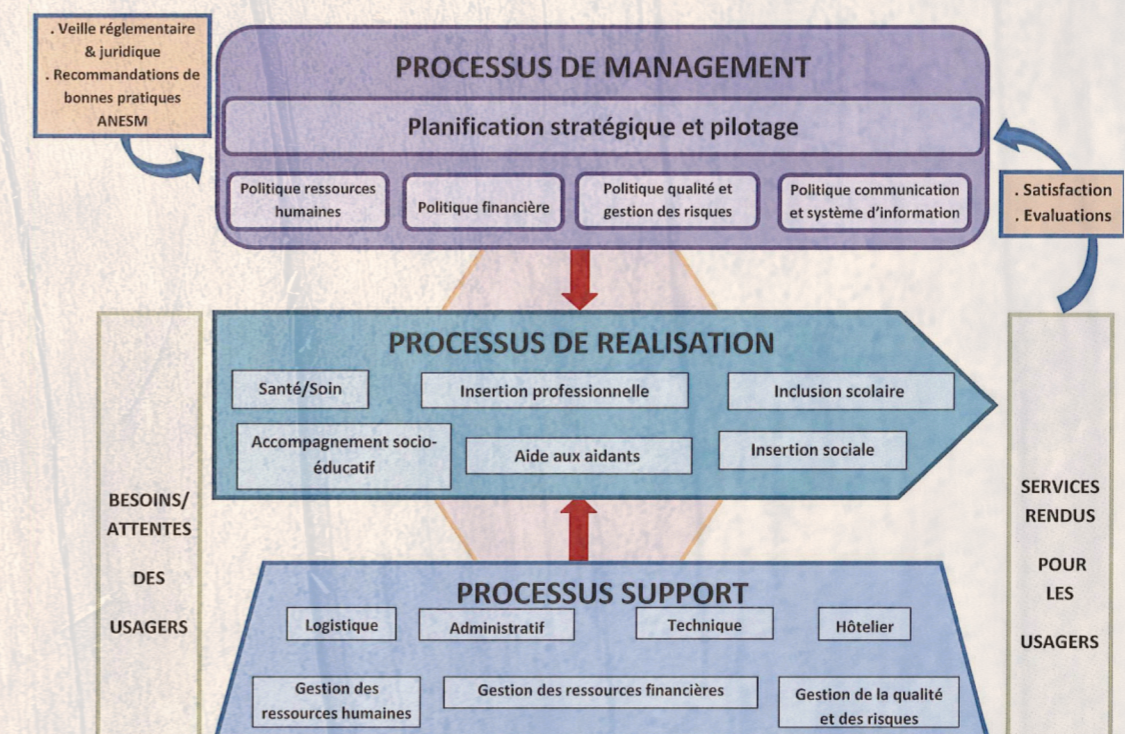 . Veille réglementaire
& juridique
. Recommandations de
bonnes pratiques
ANESM
PROCESSUS DE MANAGEMENT
Planification stratégique et pilotage
Politique ressources
humaines
Politique financière
Politique qualité et
gestion des risques
Politique communication
et système d'information
. Satisfaction
. Evaluations
PROCESSUS DE REALISATION
Santé/Soin
Insertion professionnelle
Inclusion scolaire
Accompagnement socio-
éducatif
Aide aux aidants
Insertion sociale
BESOINS/
ATTENTES
DES
USAGERS
SERVICES
RENDUS
POUR
LES
USAGERS
PROCESSUS SUPPORT
Logistique
Administratif
Technique
Hôtelier
Gestion des
ressources humaines
Gestion des ressources financières
Gestion de la qualité
et des risques